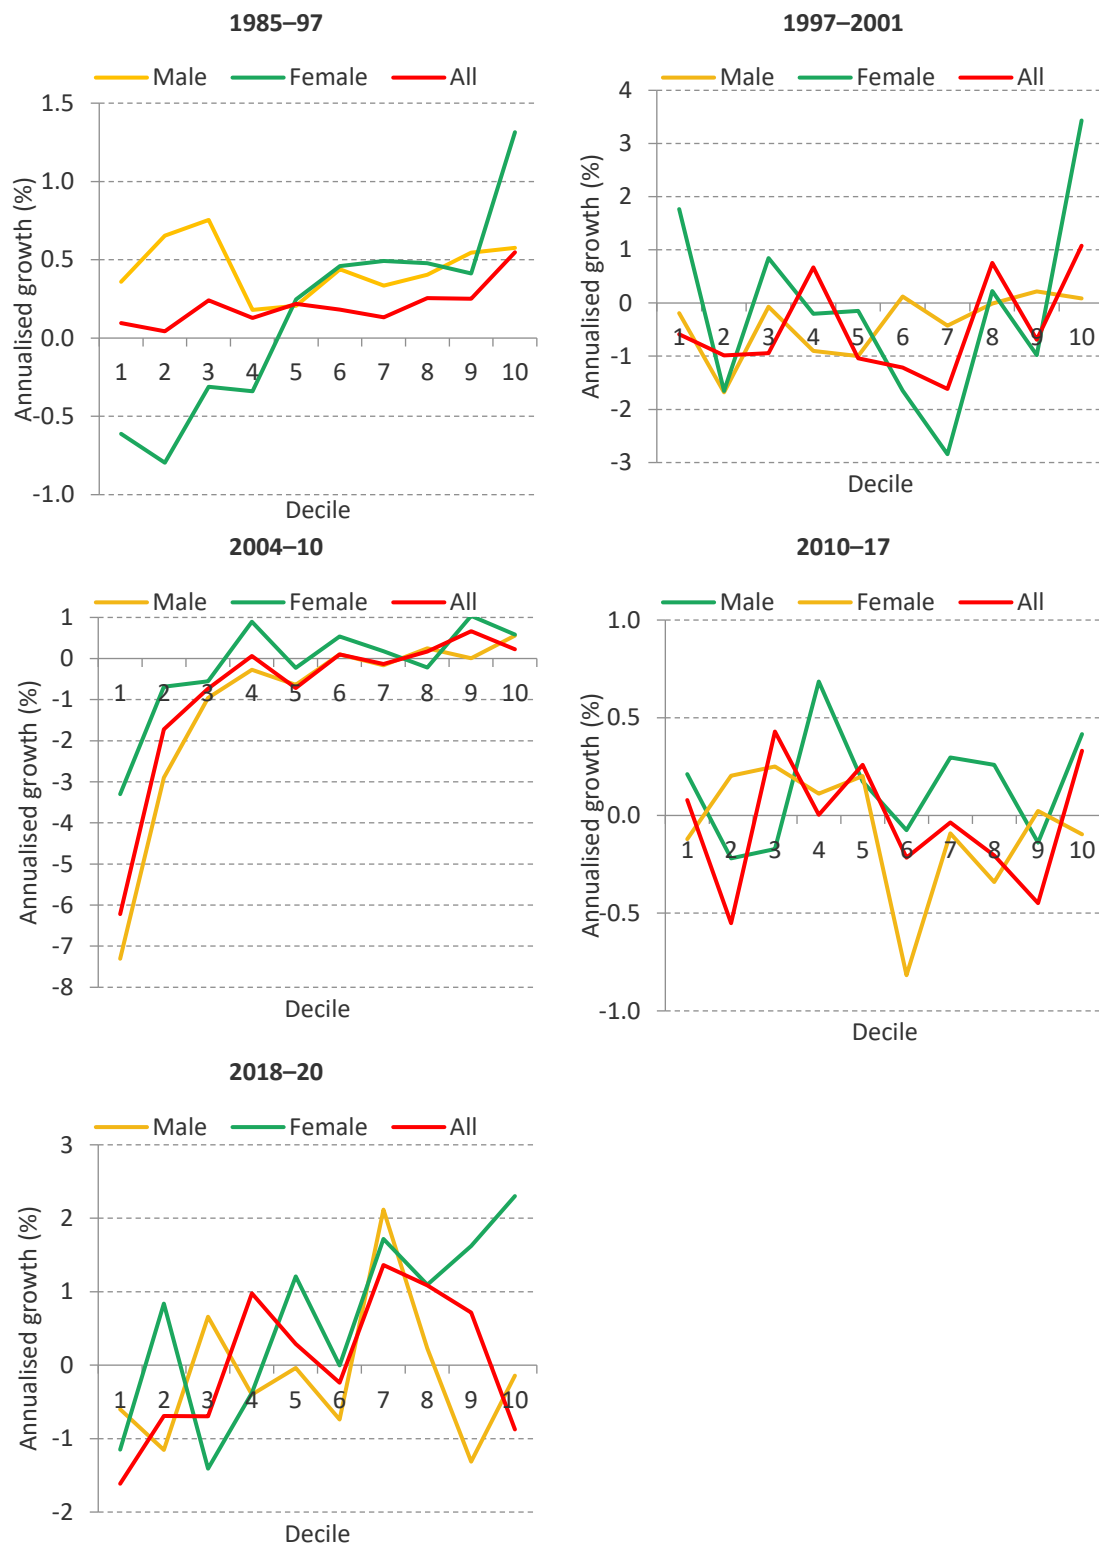 1985–97
Male Female All
1.5
1.0
0.5
0.0
-0.5
-1.0
Annualised growth (%)
1 2 3 4 5 6 7 8 9 10
Decile
1997–2001
Male Female All
4
3
2
1
0
-1
-2
-3
Annualised growth (%)
1 2 3 4 5 6 7 8 9 10
Decile
2004–10
Male Female All
1
0
-1
-2
-3
-4
-5
-6
-7
-8
Annualised growth (%)
1 2 3 4 5 6 7 8 9 10
Decile
2010–17
Male Female All
1.0
0.5
0.0
-0.5
-1.0
Annualised growth (%)
1 2 3 4 5 6 7 8 9 10
Decile
2018–20
Male Female All
3
2
1
0
-1
-2
Annualised growth (%)
1 2 3 4 5 6 7 8 9 10
Decile